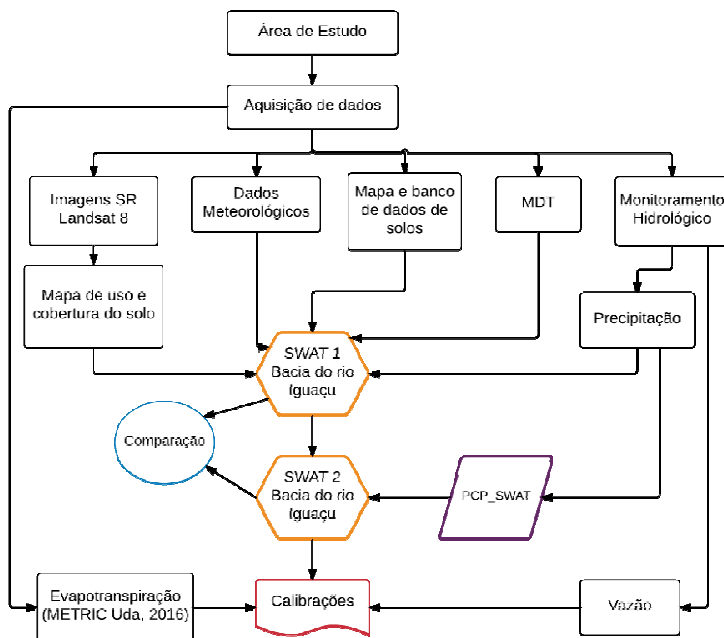 Área de Estudo
Aquisição de dados
Imagens SR
Landsat 8
Dados
Meteorológicos
Mapa e banco
de dados de
solos
MDT
Monitoramento
Hidrológico
Mapa de uso e
cobertura do solo
Precipitação
SWAT 1
Bacia do rio
Iguaçu
Comparação
SWAT 2
Bacia do rio
Iguaçu
PCP_SWAT
Evapotranspiração
(METRIC Uda, 2016)
Calibrações
Vazão